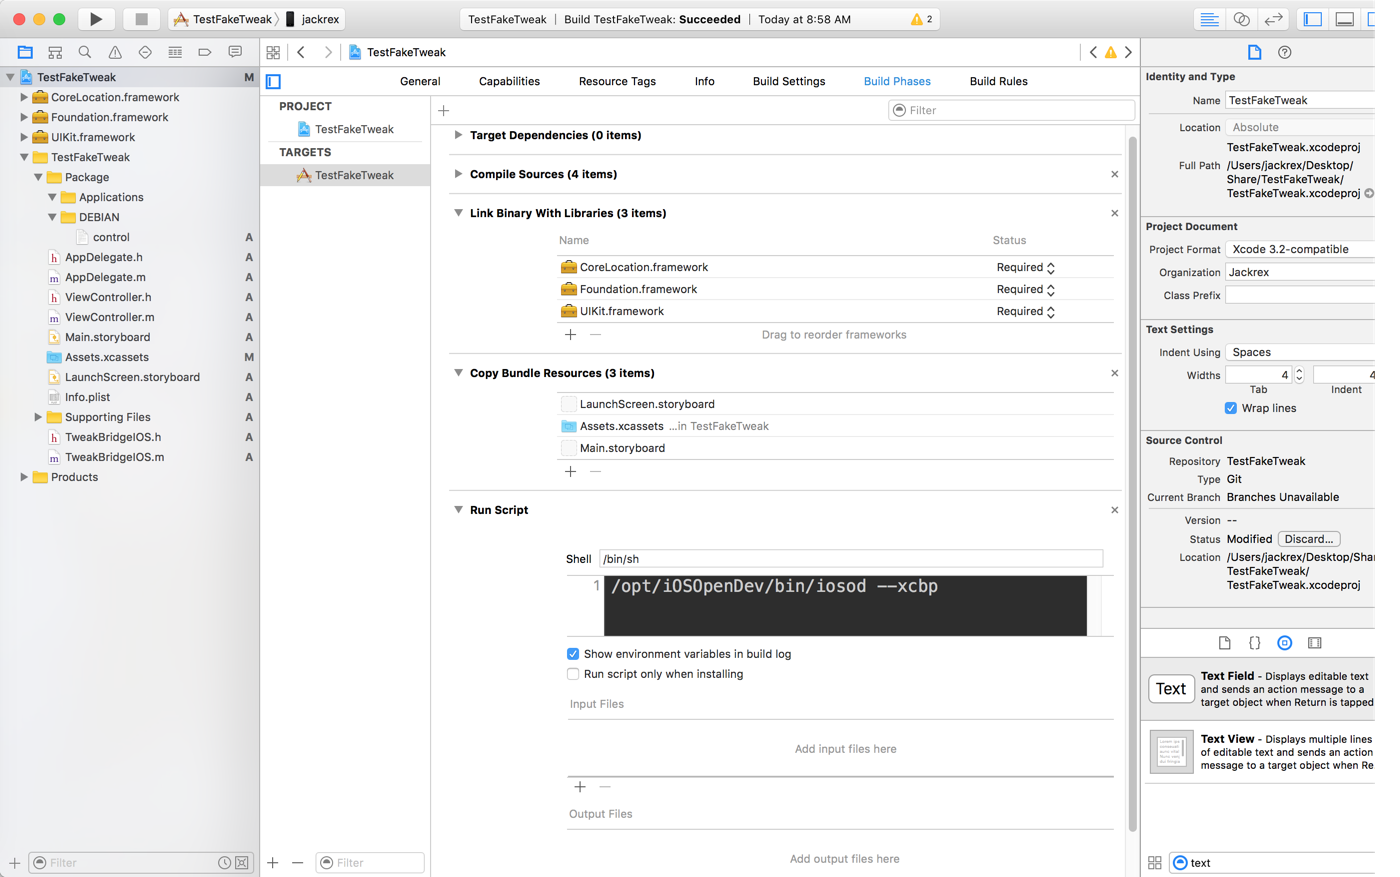 TestFakeTweak
jackrex
TestFakeTweak | Build TestFakeTweak: Succeeded | Today at 8:58 AM
2
TestFakeTweak M
CoreLocation.framework
Foundation.framework
UIKit.framework
TestFakeTweak
Package
Applications
DEBIAN
control A
AppDelegate.h A
AppDelegate.m A
ViewController.h A
ViewController.m A
Main.storyboard A
Assets.xcassets M
LaunchScreen.storyboard A
Info.plist A
Supporting Files A
TweakBridgeIOS.h A
TweakBridgeIOS.m A
Products
Filter
TestFakeTweak
General Capabilities Resource Tags Info Build Settings Build Phases Build Rules
PROJECT
TestFakeTweak
TARGETS
TestFakeTweak
Filter
Filter
Target Dependencies (0 items)
Compile Sources (4 items)
Link Binary With Libraries (3 items)
Name Status
CoreLocation.framework Required
Foundation.framework Required
UIKit.framework Required
Drag to reorder frameworks
Copy Bundle Resources (3 items)
LaunchScreen.storyboard
Assets.xcassets ...in TestFakeTweak
Main.storyboard
Run Script
Shell /bin/sh
1 /opt/iOSOpenDev/bin/iosod --xcbp
Show environment variables in build log
Run script only when installing
Input Files
Add input files here
Output Files
Add output files here
Identity and Type
Name TestFakeTweak
Location Absolute
TestFakeTweak.xcodeproj
Full Path /Users/jackrex/Desktop/
Share/TestFakeTweak/
TestFakeTweak.xcodeproj
Project Document
Project Format Xcode 3.2-compatible
Organization Jackrex
Class Prefix
Text Settings
Indent Using Spaces
Widths 4 4
Tab Indent
Wrap lines
Source Control
Repository TestFakeTweak
Type Git
Current Branch Branches Unavailable
Version --
Status Modified Discard...
Location /Users/jackrex/Desktop/Shar
TestFakeTweak/
TestFakeTweak.xcodeproj
Text
Text Field - Displays editable text
and sends an action message to a
target object when Return is tapped
Text View - Displays multiple lines
of editable text and sends an action
message to a target object when Re
text